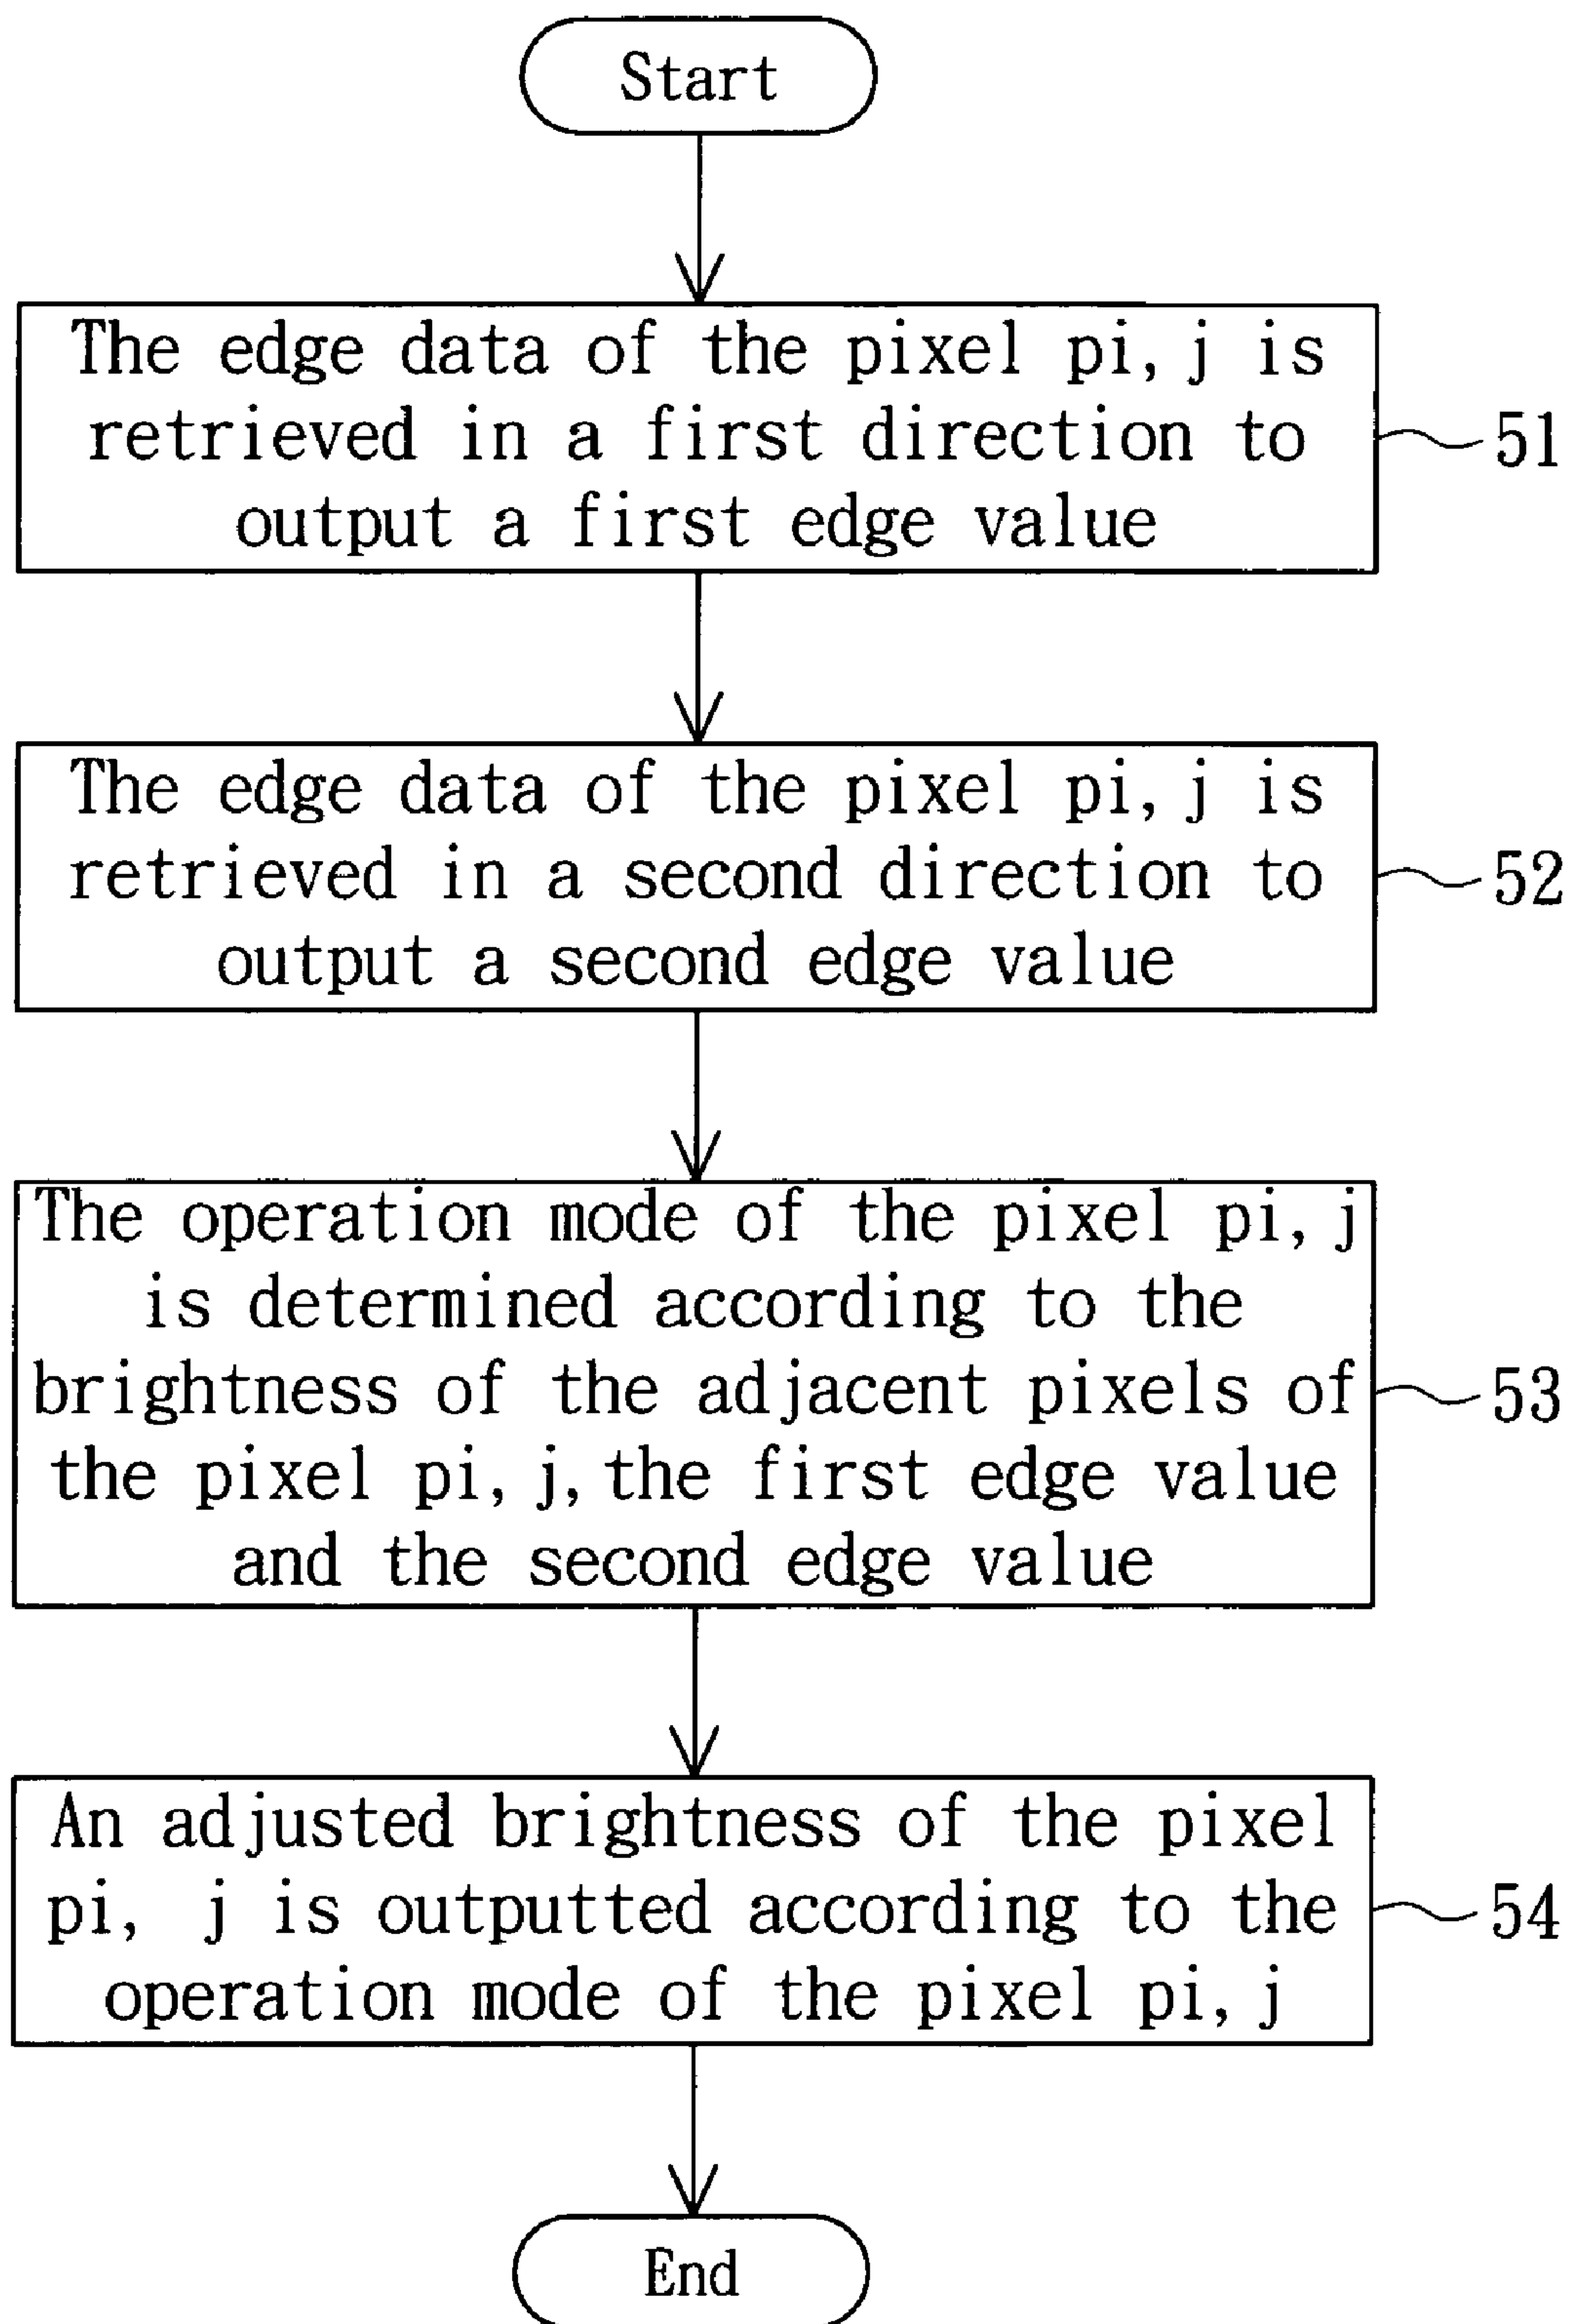 Start
The edge data of the pixel pi, j is
retrieved in a first direction to
output a first edge value
51
The edge data of the pixel pi, j is
retrieved in a second direction to
output a second edge value
52
The operation mode of the pixel pi, j
is determined according to the
brightness of the adjacent pixels of
the pixel pi, j, the first edge value
and the second edge value
53
An adjusted brightness of the pixel
pi, j is outputted according to the
operation mode of the pixel pi, j
54
End